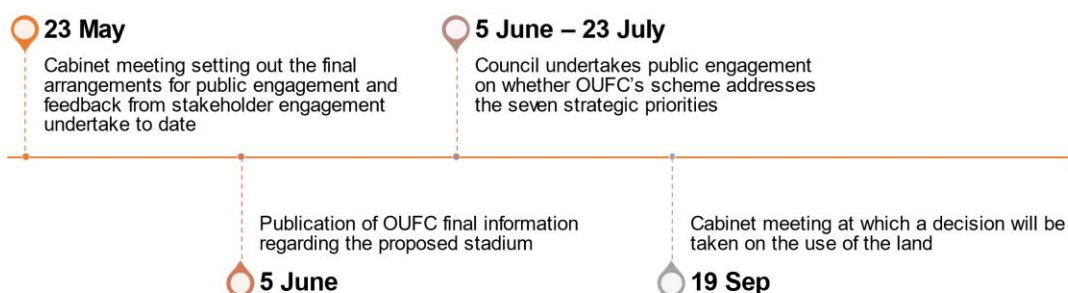 23 May
Cabinet meeting setting out the final
arrangements for public engagement and
feedback from stakeholder engagement
undertake to date
5 June – 23 July
Council undertakes public engagement
on whether OUFC's scheme addresses
the seven strategic priorities
Publication of OUFC final information
regarding the proposed stadium
5 June
Cabinet meeting at which a decision will be
taken on the use of the land
19 Sep